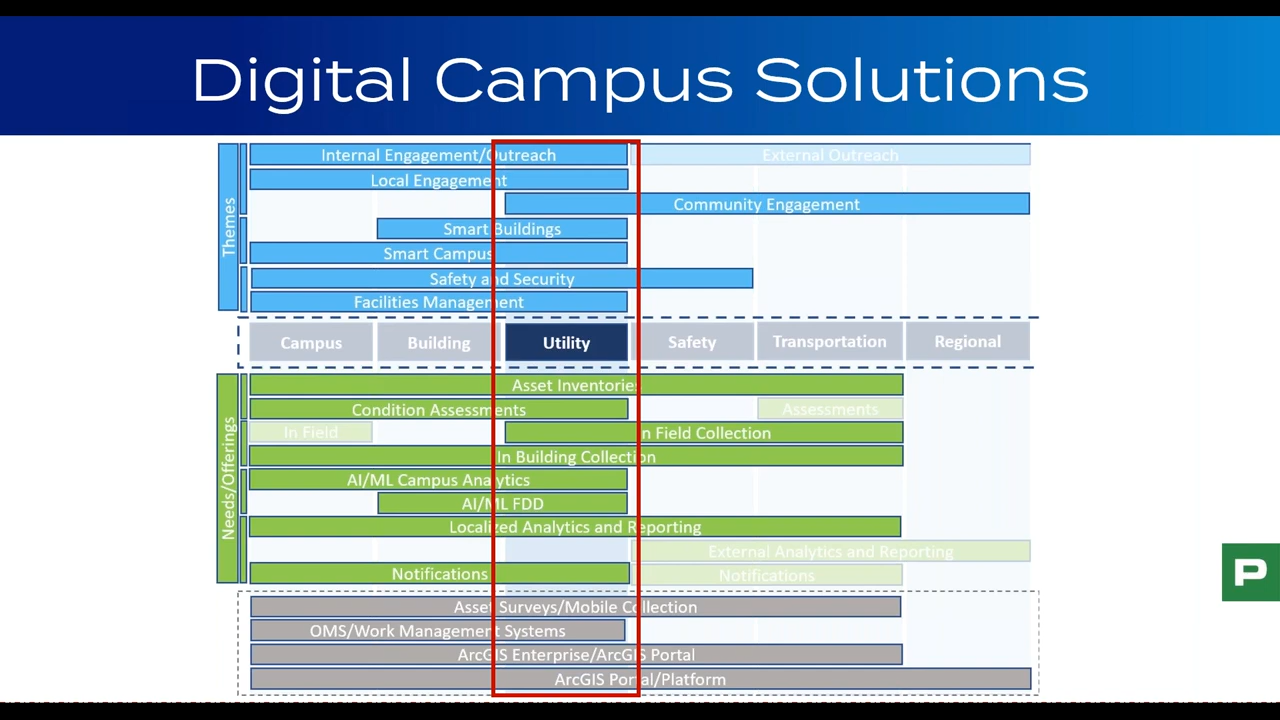 Digital Campus Solutions
Themes
Internal Engagement/Outreach
External Outreach
Local Engagement
Community Engagement
Smart Buildings
Smart Campus
Safety and Security
Facilities Management
Campus
Building
Utility
Safety
Transportation
Regional
Needs/Offerings
Asset Inventories
Condition Assessments
Assessments
In Field
In Field Collection
In Building Collection
AI/ML Campus Analytics
AI/ML FDD
Localized Analytics and Reporting
External Analytics and Reporting
Notifications
Notifications
Asset Surveys/Mobile Collection
OMS/Work Management Systems
ArcGIS Enterprise/ArcGIS Portal
ArcGIS Portal/Platform
P